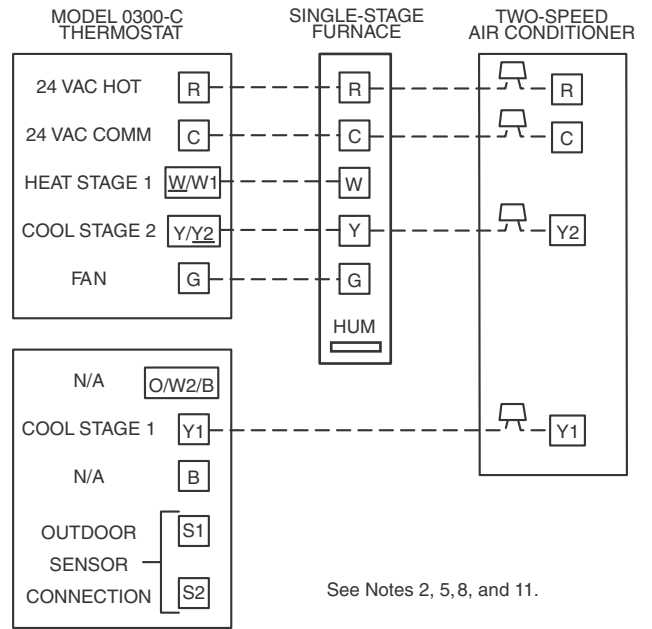 MODEL 0300-C THERMOSTAT
SINGLE-STAGE FURNACE
TWO-SPEED AIR CONDITIONER
24 VAC HOT R R R
24 VAC COMM C C C
HEAT STAGE 1 W/W1 W
COOL STAGE 2 Y/Y2 Y Y2
FAN G G
HUM
N/A O/W2/B
COOL STAGE 1 Y1 Y1
N/A B
OUTDOOR S1
SENSOR
CONNECTION S2
See Notes 2, 5, 8, and 11.